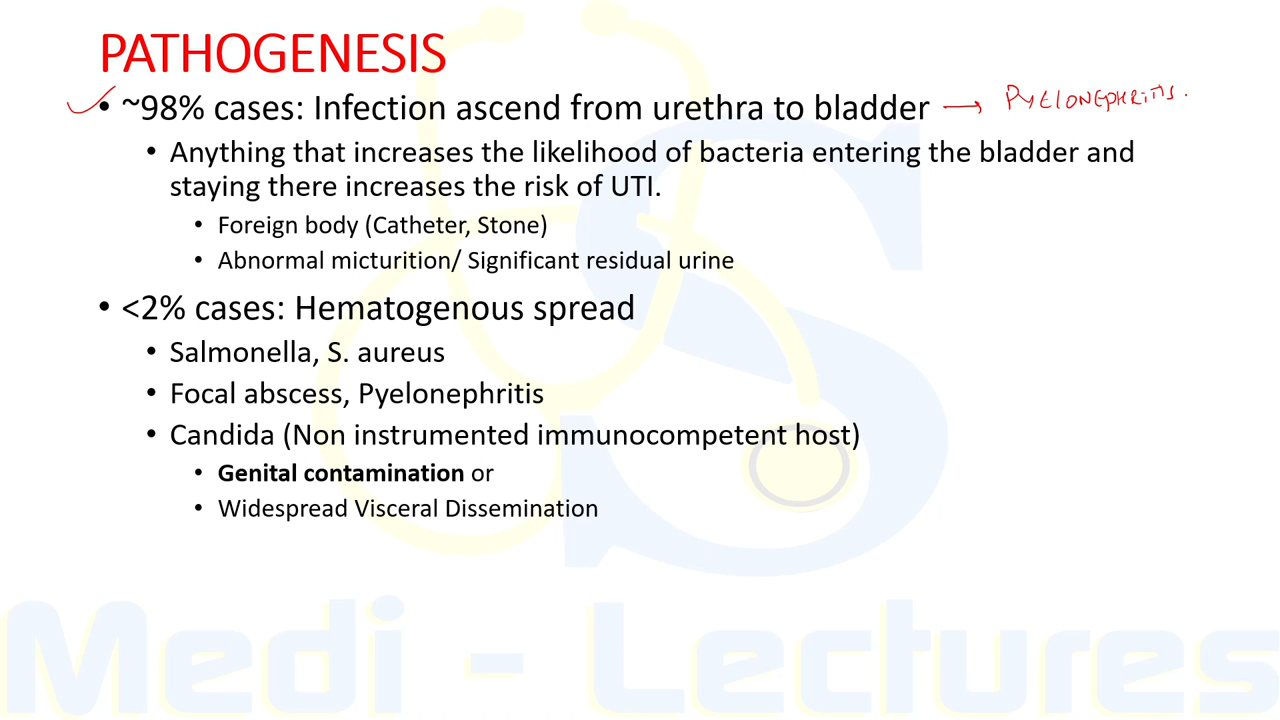 PATHOGENESIS
• ~98% cases: Infection ascend from urethra to bladder → PYELONEPHRITIS.
• Anything that increases the likelihood of bacteria entering the bladder and
staying there increases the risk of UTI.
• Foreign body (Catheter, Stone)
• Abnormal micturition/ Significant residual urine
• <2% cases: Hematogenous spread
• Salmonella, S. aureus
• Focal abscess, Pyelonephritis
• Candida (Non instrumented immunocompetent host)
• Genital contamination or
• Widespread Visceral Dissemination
Medi - Lectures